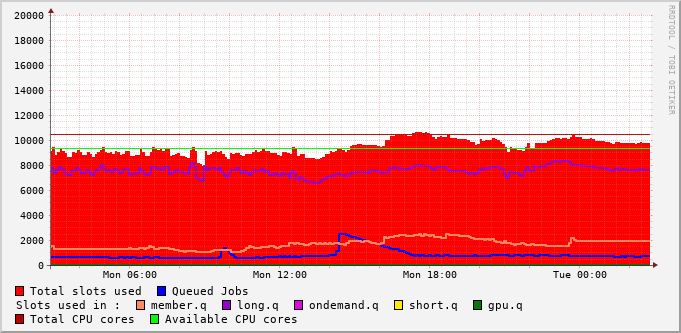 20000
18000
16000
14000
12000
10000
8000
6000
4000
2000
0
Mon 06:00 Mon 12:00 Mon 18:00 Tue 00:00
RRDTOOL / TOBI OETIKER
Total slots used Queued Jobs
Slots used in : member.q long.q ondemand.q short.q gpu.q
Total CPU cores Available CPU cores